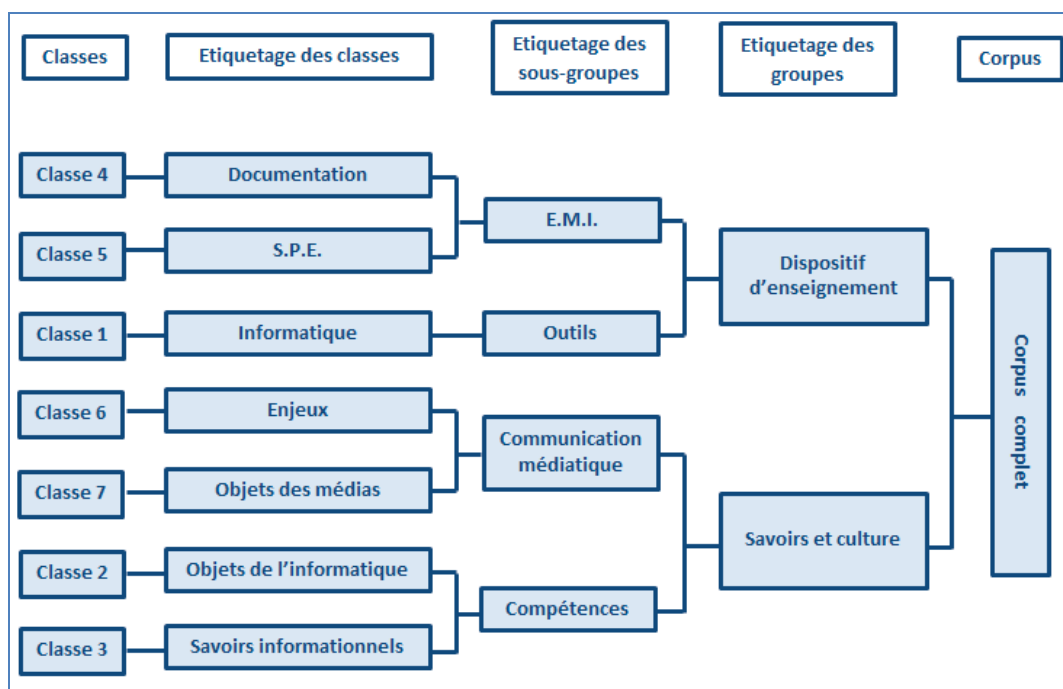 Classes
Etiquetage des classes
Etiquetage des
sous-groupes
Etiquetage des
groupes
Corpus
Classe 4
Documentation
E.M.I.
Classe 5
S.P.E.
Dispositif
d'enseignement
Classe 1
Informatique
Outils
Corpus complet
Classe 6
Enjeux
Communication
médiatique
Classe 7
Objets des médias
Savoirs et culture
Classe 2
Objets de l'informatique
Compétences
Classe 3
Savoirs informationnels